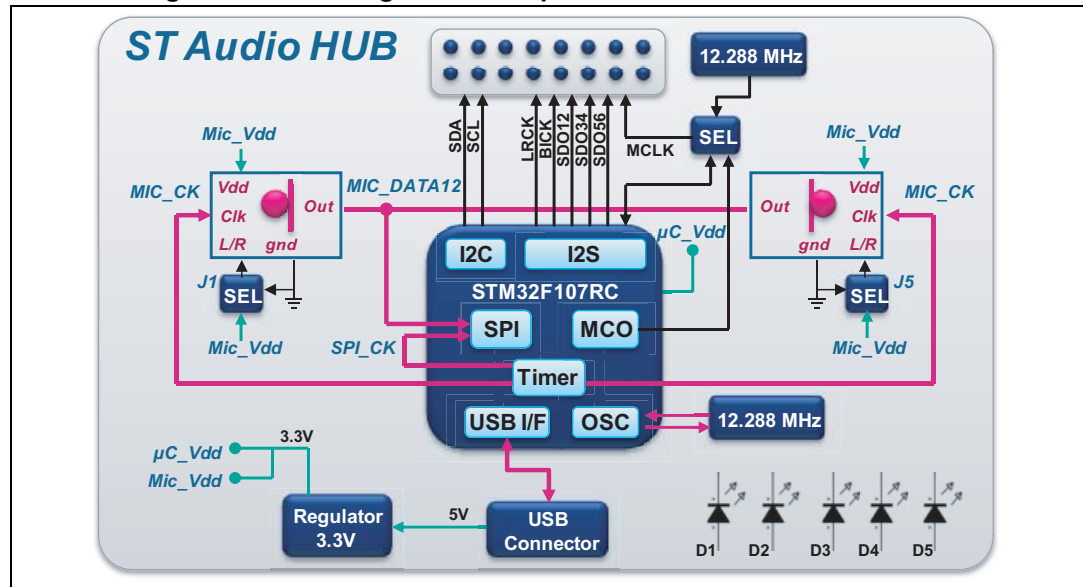 ST Audio HUB
12.288 MHz
SEL
SDA
SCL
LRCK
BICK
SDO12
SDO34
SDO56
MCLK
Mic_Vdd
MIC_CK
Vdd
Clk
L/R
gnd
Out
MIC_DATA12
J1
SEL
Mic_Vdd
Mic_Vdd
MIC_CK
Vdd
Clk
L/R
gnd
Out
J5
SEL
Mic_Vdd
µC_Vdd
I2C
I2S
STM32F107RC
SPI
MCO
SPI_CK
Timer
USB I/F
OSC
12.288 MHz
3.3V
µC_Vdd
Mic_Vdd
Regulator
3.3V
5V
USB
Connector
D1
D2
D3
D4
D5